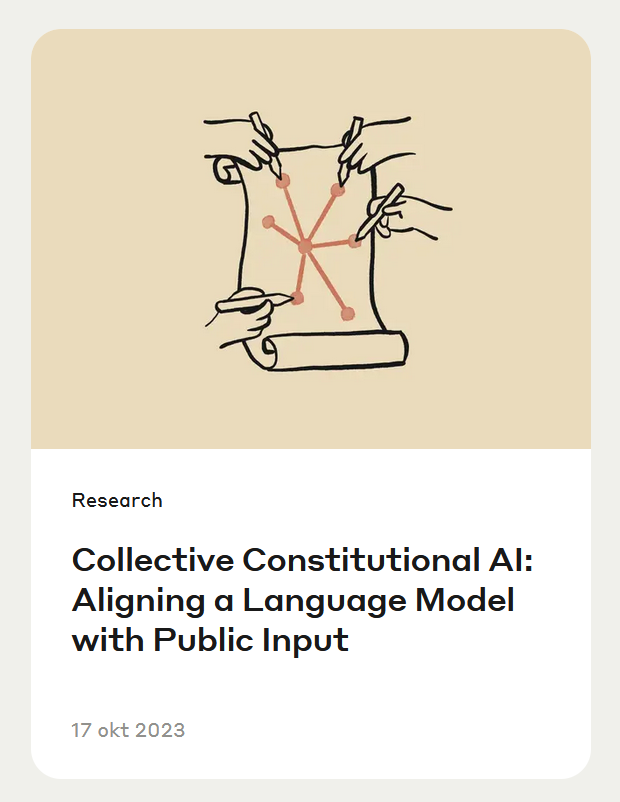 Research
Collective Constitutional AI:
Aligning a Language Model
with Public Input
17 okt 2023